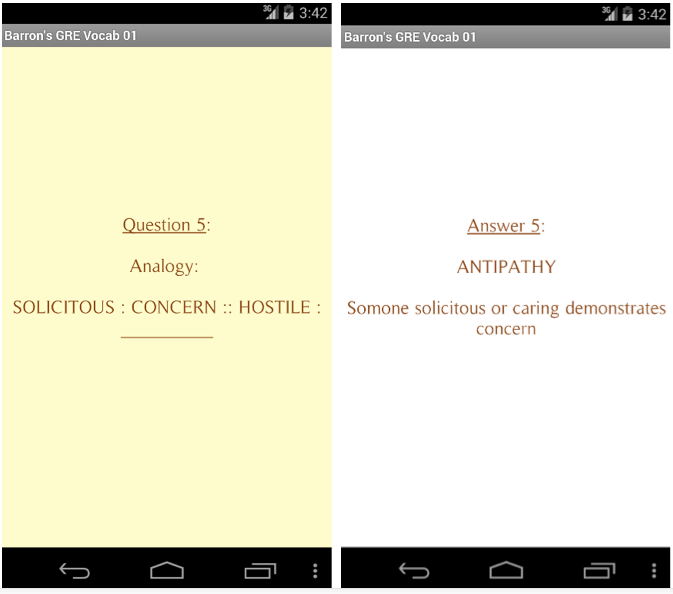 3G 3:42
Barron's GRE Vocab 01
Question 5:
Analogy:
SOLICITOUS : CONCERN :: HOSTILE :
__________
3G 3:42
Barron's GRE Vocab 01
Answer 5:
ANTIPATHY
Somone solicitous or caring demonstrates
concern